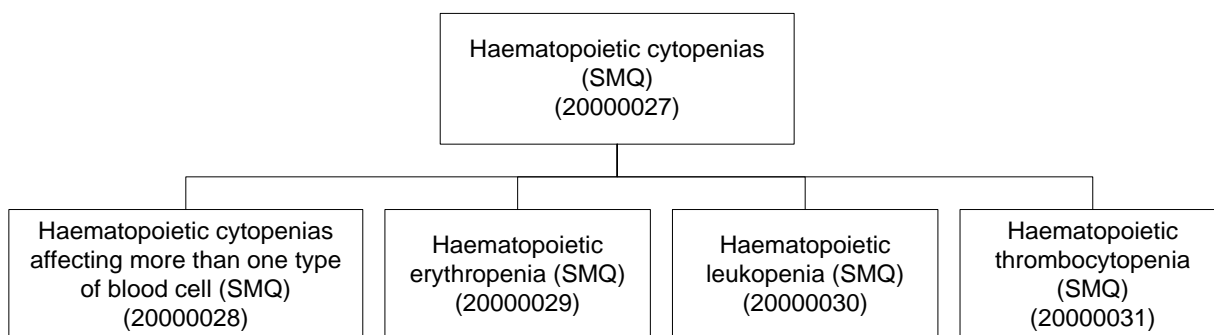 Haematopoietic cytopenias
(SMQ)
(20000027)
Haematopoietic cytopenias
affecting more than one type
of blood cell (SMQ)
(20000028)
Haematopoietic
erythropenia (SMQ)
(20000029)
Haematopoietic
leukopenia (SMQ)
(20000030)
Haematopoietic
thrombocytopenia
(SMQ)
(20000031)